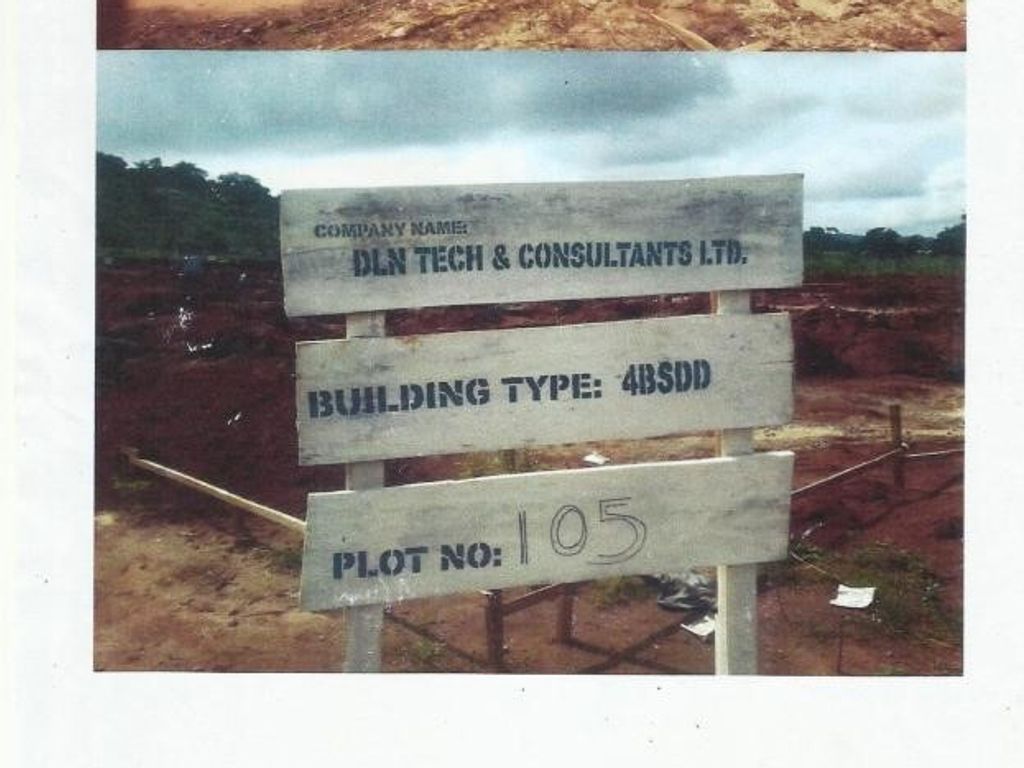 COMPANY NAME:
DLN TECH & CONSULTANTS LTD.
BUILDING TYPE: 4BSDD
PLOT NO: 105